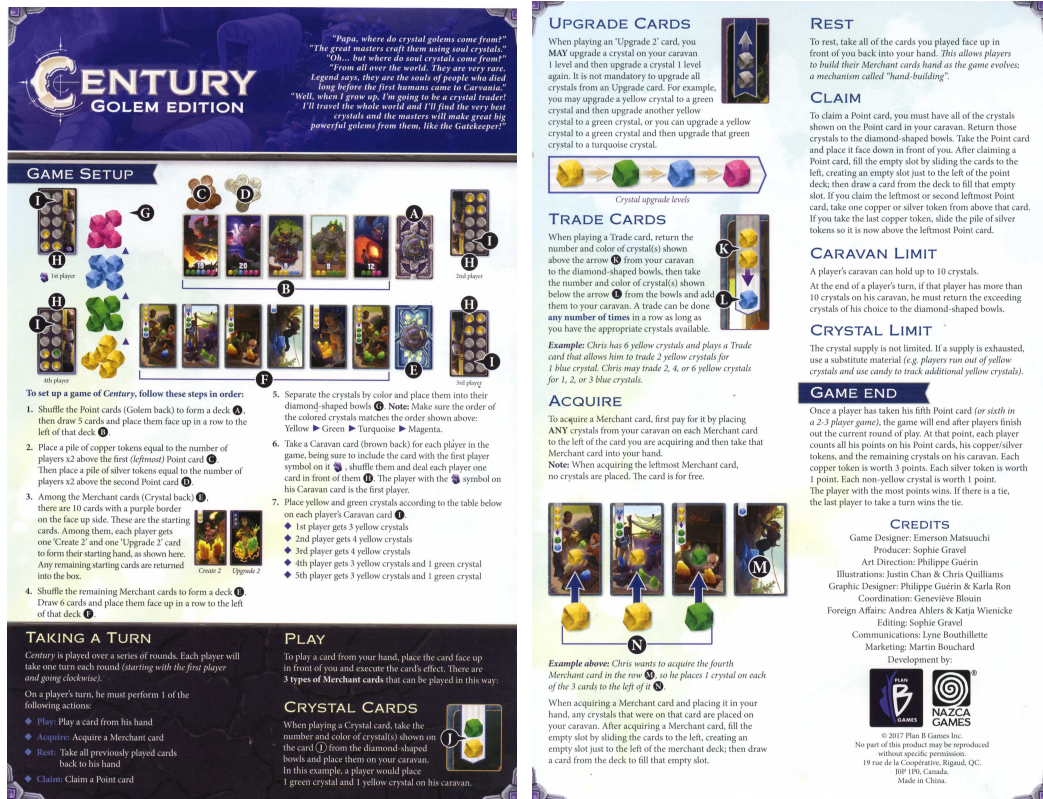 "Papa, where do crystal golems come from?"
"The great masters craft them using soul crystals."
"Oh... but where do soul crystals come from?"
"From all over the world. They are very rare.
Legend says, they are the souls of people who died
long before the first humans came to Carvania."
"Well, when I grow up, I'm going to be a crystal trader!
I'll travel the whole world and I'll find the very best
crystals and the masters will make great big
powerful golems from them, like the Gatekeeper!"
CENTURY
GOLEM EDITION
GAME SETUP
I
G
C
D
A
I
H
H
1st player
2nd player
B
H
H
I
I
E
4th player
F
3rd player
To set up a game of Century, follow these steps in order:
1. Shuffle the Point cards (Golem back) to form a deck A,
then draw 5 cards and place them face up in a row to the
left of that deck B.
2. Place a pile of copper tokens equal to the number of
players x2 above the first (leftmost) Point card C.
Then place a pile of silver tokens equal to the number of
players x2 above the second Point card D.
3. Among the Merchant cards (Crystal back) E,
there are 10 cards with a purple border
on the face up side. These are the starting
cards. Among them, each player gets
one 'Create 2' and one 'Upgrade 2' card
to form their starting hand, as shown here.
Any remaining starting cards are returned
into the box.
Create 2 Upgrade 2
4. Shuffle the remaining Merchant cards to form a deck E.
Draw 6 cards and place them face up in a row to the left
of that deck F.
5. Separate the crystals by color and place them into their
diamond-shaped bowls G. Note: Make sure the order of
the colored crystals matches the order shown above:
Yellow ▶ Green ▶ Turquoise ▶ Magenta.
6. Take a Caravan card (brown back) for each player in the
game, being sure to include the card with the first player
symbol on it, shuffle them and deal each player one
card in front of them H. The player with the symbol on
his Caravan card is the first player.
7. Place yellow and green crystals according to the table below
on each player's Caravan card I.
◆ 1st player gets 3 yellow crystals
◆ 2nd player gets 4 yellow crystals
◆ 3rd player gets 4 yellow crystals
◆ 4th player gets 3 yellow crystals and 1 green crystal
◆ 5th player gets 3 yellow crystals and 1 green crystal
TAKING A TURN
Century is played over a series of rounds. Each player will
take one turn each round (starting with the first player
and going clockwise).
On a player's turn, he must perform 1 of the
following actions:
◆ Play: Play a card from his hand
◆ Acquire: Acquire a Merchant card
◆ Rest: Take all previously played cards
back to his hand
◆ Claim: Claim a Point card
PLAY
To play a card from your hand, place the card face up
in front of you and execute the card's effect. There are
3 types of Merchant cards that can be played in this way:
CRYSTAL CARDS
When playing a Crystal card, take the
number and color of crystal(s) shown on
the card J from the diamond-shaped
bowls and place them on your caravan.
In this example, a player would place
1 green crystal and 1 yellow crystal on his caravan.
J
UPGRADE CARDS
When playing an 'Upgrade 2' card, you
MAY upgrade a crystal on your caravan
1 level and then upgrade a crystal 1 level
again. It is not mandatory to upgrade all
crystals from an Upgrade card. For example,
you may upgrade a yellow crystal to a green
crystal and then upgrade another yellow
crystal to a green crystal, or you can upgrade a yellow
crystal to a green crystal and then upgrade that green
crystal to a turquoise crystal.
Crystal upgrade levels
TRADE CARDS
When playing a Trade card, return the
number and color of crystal(s) shown
above the arrow K from your caravan
to the diamond-shaped bowls, then take
the number and color of crystal(s) shown
below the arrow L from the bowls and add
them to your caravan. A trade can be done
any number of times in a row as long as
you have the appropriate crystals available.
K
L
Example: Chris has 6 yellow crystals and plays a Trade
card that allows him to trade 2 yellow crystals for
1 blue crystal. Chris may trade 2, 4, or 6 yellow crystals
for 1, 2, or 3 blue crystals.
ACQUIRE
To acquire a Merchant card, first pay for it by placing
ANY crystals from your caravan on each Merchant card
to the left of the card you are acquiring and then take that
Merchant card into your hand.
Note: When acquiring the leftmost Merchant card,
no crystals are placed. The card is for free.
M
N
Example above: Chris wants to acquire the fourth
Merchant card in the row M, so he places 1 crystal on each
of the 3 cards to the left of it N.
When acquiring a Merchant card and placing it in your
hand, any crystals that were on that card are placed on
your caravan. After acquiring a Merchant card, fill the
empty slot by sliding the cards to the left, creating an
empty slot just to the left of the merchant deck; then draw
a card from the deck to fill that empty slot.
REST
To rest, take all of the cards you played face up in
front of you back into your hand. This allows players
to build their Merchant cards hand as the game evolves;
a mechanism called "hand-building".
CLAIM
To claim a Point card, you must have all of the crystals
shown on the Point card in your caravan. Return those
crystals to the diamond-shaped bowls. Take the Point card
and place it face down in front of you. After claiming a
Point card, fill the empty slot by sliding the cards to the
left, creating an empty slot just to the left of the point
deck; then draw a card from the deck to fill that empty
slot. If you claim the leftmost or second leftmost Point
card, take one copper or silver token from above that card.
If you take the last copper token, slide the pile of silver
tokens so it is now above the leftmost Point card.
CARAVAN LIMIT
A player's caravan can hold up to 10 crystals.
At the end of a player's turn, if that player has more than
10 crystals on his caravan, he must return the exceeding
crystals of his choice to the diamond-shaped bowls.
CRYSTAL LIMIT
The crystal supply is not limited. If a supply is exhausted,
use a substitute material (e.g. players run out of yellow
crystals and use candy to track additional yellow crystals).
GAME END
Once a player has taken his fifth Point card (or sixth in
a 2-3 player game), the game will end after players finish
out the current round of play. At that point, each player
counts all his points on his Point cards, his copper/silver
tokens, and the remaining crystals on his caravan. Each
copper token is worth 3 points. Each silver token is worth
1 point. Each non-yellow crystal is worth 1 point.
The player with the most points wins. If there is a tie,
the last player to take a turn wins the tie.
CREDITS
Game Designer: Emerson Matsuuchi
Producer: Sophie Gravel
Art Direction: Philippe Guérin
Illustrations: Justin Chan & Chris Quilliams
Graphic Designer: Philippe Guérin & Karla Ron
Coordination: Geneviève Blouin
Foreign Affairs: Andrea Ahlers & Katja Wienicke
Editing: Sophie Gravel
Communications: Lyne Bouthillette
Marketing: Martin Bouchard
Development by:
PLAN B GAMES
NAZCA GAMES ®
© 2017 Plan B Games Inc.
No part of this product may be reproduced
without specific permission.
19 rue de la Coopérative, Rigaud, QC.
J0P 1P0, Canada.
Made in China.